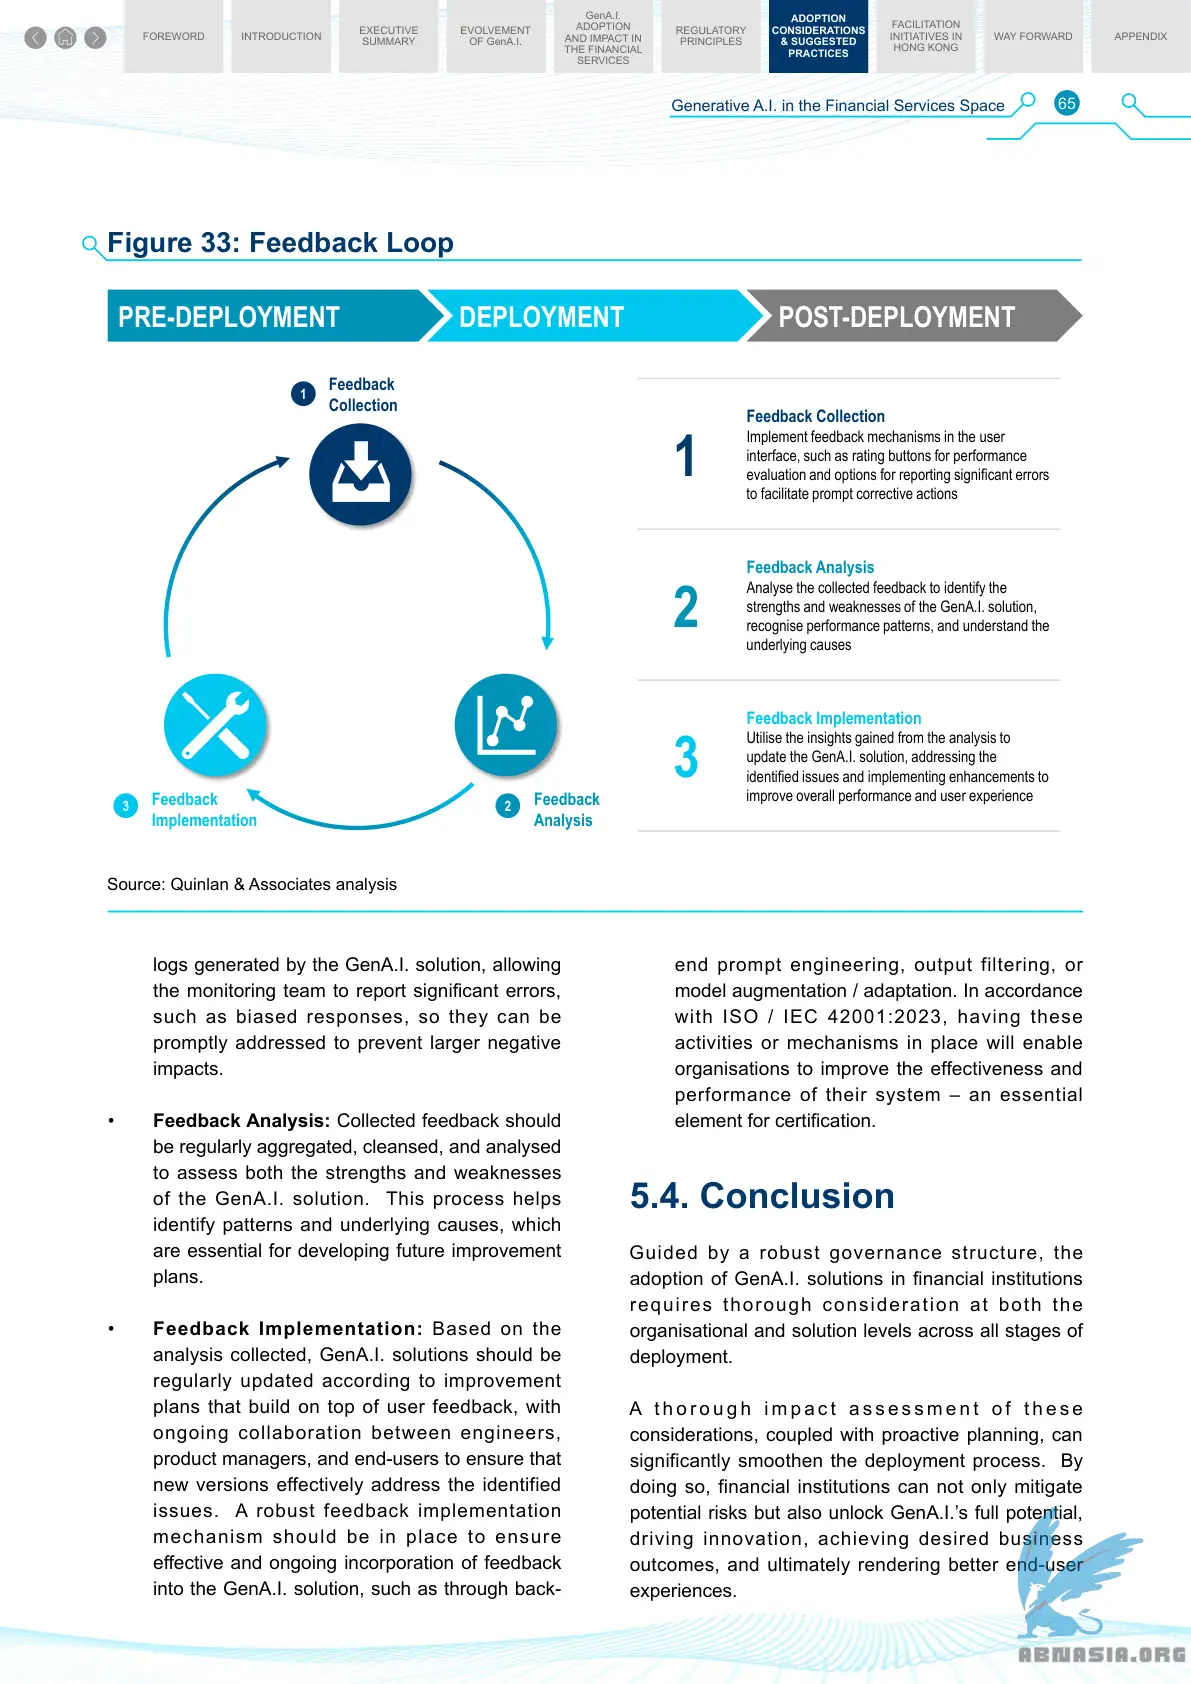 FOREWORD
INTRODUCTION
EXECUTIVE
SUMMARY
EVOLVEMENT
OF GenA.I.
GenA.I.
ADOPTION
AND IMPACT IN
THE FINANCIAL
SERVICES
REGULATORY
PRINCIPLES
ADOPTION
CONSIDERATIONS
& SUGGESTED
PRACTICES
FACILITATION
INITIATIVES IN
HONG KONG
WAY FORWARD
APPENDIX
Generative A.I. in the Financial Services Space
65
Figure 33: Feedback Loop
PRE-DEPLOYMENT
DEPLOYMENT
POST-DEPLOYMENT
1
Feedback
Collection
3
Feedback
Implementation
2
Feedback
Analysis
1
Feedback Collection
Implement feedback mechanisms in the user
interface, such as rating buttons for performance
evaluation and options for reporting significant errors
to facilitate prompt corrective actions
2
Feedback Analysis
Analyse the collected feedback to identify the
strengths and weaknesses of the GenA.I. solution,
recognise performance patterns, and understand the
underlying causes
3
Feedback Implementation
Utilise the insights gained from the analysis to
update the GenA.I. solution, addressing the
identified issues and implementing enhancements to
improve overall performance and user experience
Source: Quinlan & Associates analysis
logs generated by the GenA.I. solution, allowing
the monitoring team to report significant errors,
such as biased responses, so they can be
promptly addressed to prevent larger negative
impacts.
• Feedback Analysis: Collected feedback should
be regularly aggregated, cleansed, and analysed
to assess both the strengths and weaknesses
of the GenA.I. solution. This process helps
identify patterns and underlying causes, which
are essential for developing future improvement
plans.
• Feedback Implementation: Based on the
analysis collected, GenA.I. solutions should be
regularly updated according to improvement
plans that build on top of user feedback, with
ongoing collaboration between engineers,
product managers, and end-users to ensure that
new versions effectively address the identified
issues. A robust feedback implementation
mechanism should be in place to ensure
effective and ongoing incorporation of feedback
into the GenA.I. solution, such as through back-
end prompt engineering, output filtering, or
model augmentation / adaptation. In accordance
with ISO / IEC 42001:2023, having these
activities or mechanisms in place will enable
organisations to improve the effectiveness and
performance of their system – an essential
element for certification.
5.4. Conclusion
Guided by a robust governance structure, the
adoption of GenA.I. solutions in financial institutions
requires thorough consideration at both the
organisational and solution levels across all stages of
deployment.
A thorough impact assessment of these
considerations, coupled with proactive planning, can
significantly smoothen the deployment process. By
doing so, financial institutions can not only mitigate
potential risks but also unlock GenA.I.'s full potential,
driving innovation, achieving desired business
outcomes, and ultimately rendering better end-user
experiences.
ABNASIA.ORG